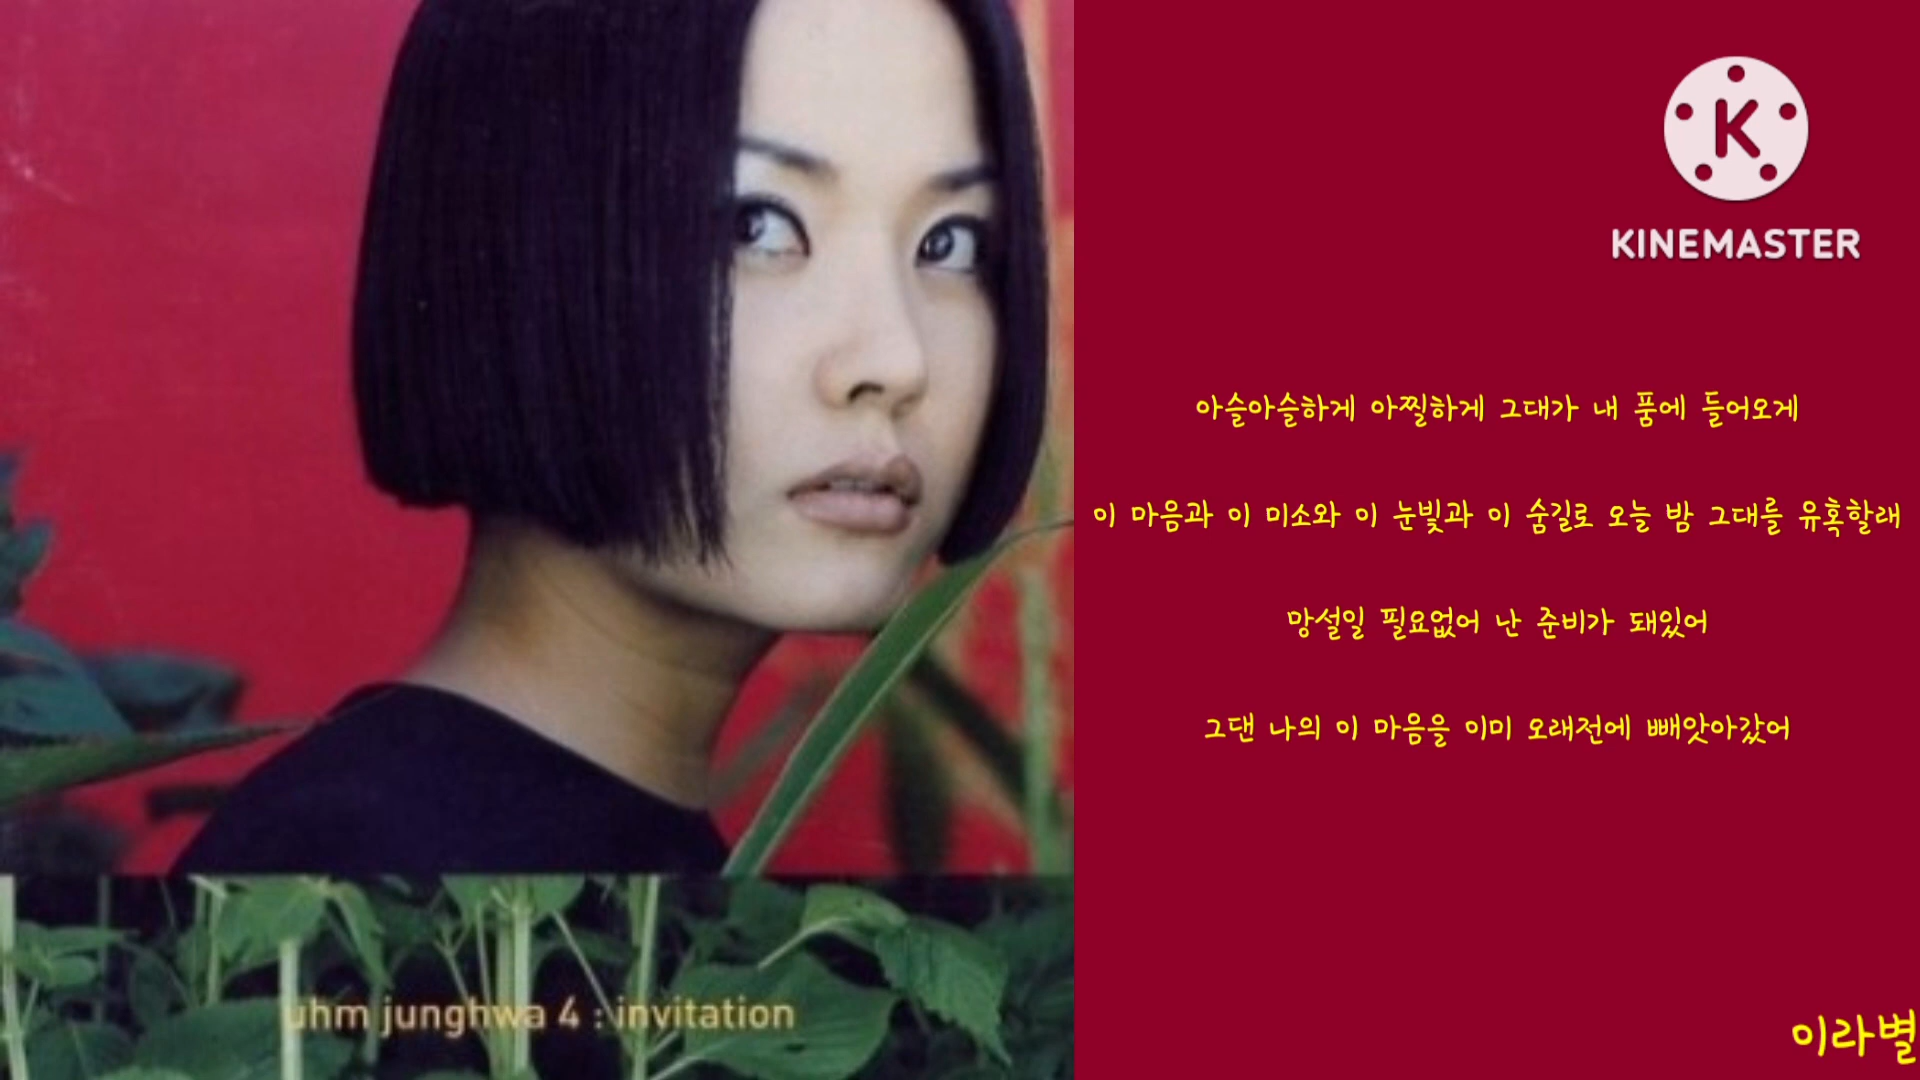 KINEMASTER
아슬아슬하게 아찔하게 그대가 내 품에 들어오게
이 마음과 이 미소와 이 눈빛과 이 숨길로 오늘 밤 그대를 유혹할래
망설일 필요없어 난 준비가 돼있어
그댄 나의 이 마음을 이미 오래전에 빼앗아갔어
uhm junghwa 4 : invitation
이라별